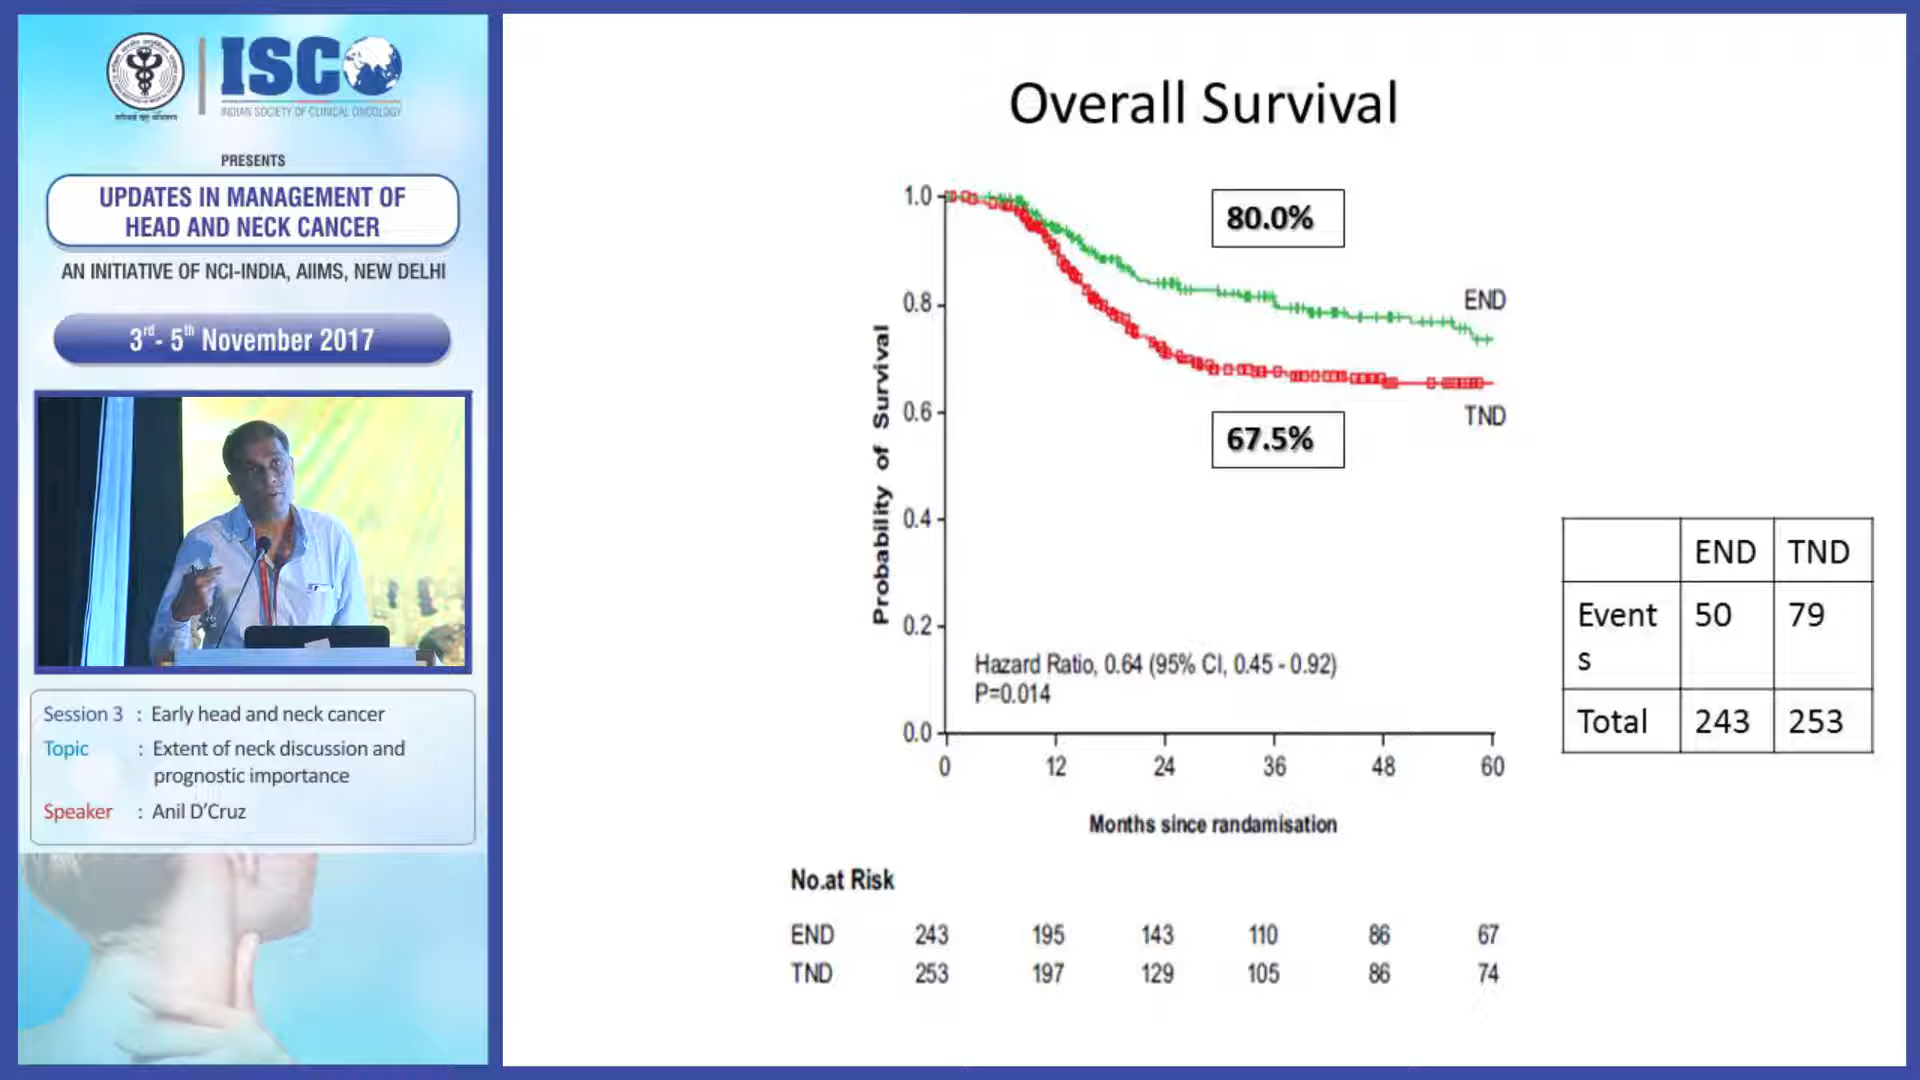 ISCO
INDIAN SOCIETY OF CLINICAL ONCOLOGY
PRESENTS
UPDATES IN MANAGEMENT OF
HEAD AND NECK CANCER
AN INITIATIVE OF NCI-INDIA, AIIMS, NEW DELHI
3rd- 5th November 2017
Session 3 : Early head and neck cancer
Topic : Extent of neck discussion and
prognostic importance
Speaker : Anil D'Cruz
Overall Survival
1.0
0.8
0.6
0.4
0.2
0.0
Probability of Survival
80.0%
END
TND
67.5%
Hazard Ratio, 0.64 (95% CI, 0.45 - 0.92)
P=0.014
0 12 24 36 48 60
Months since randamisation
No.at Risk
END 243 195 143 110 86 67
TND 253 197 129 105 86 74
END TND
Event
s 50 79
Total 243 253